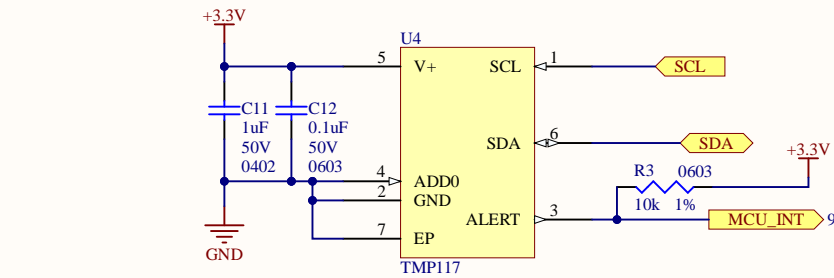 +3.3V
U4
5
V+
SCL
1
SCL
C11
1uF
50V
0402
C12
0.1uF
50V
0603
SDA
6
SDA
+3.3V
4
ADD0
2
GND
R3
0603
10k
1%
ALERT
3
MCU_INT
9
7
EP
GND
TMP117